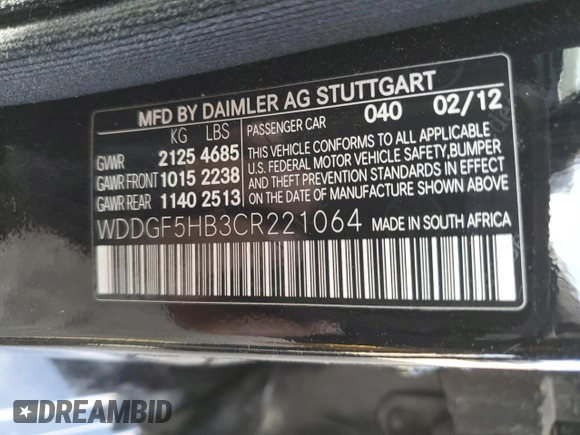 MFD BY DAIMLER AG STUTTGART
KG LBS PASSENGER CAR 040 02/12
GVWR 2125 4685
GAWR FRONT 1015 2238
GAWR REAR 1140 2513
THIS VEHICLE CONFORMS TO ALL APPLICABLE
U.S. FEDERAL MOTOR VEHICLE SAFETY,BUMPER
AND THEFT PREVENTION STANDARDS IN EFFECT
ON THE DATE OF MANUFACTURE SHOWN ABOVE.
WDDGF5HB3CR221064 MADE IN SOUTH AFRICA
DREAMBID